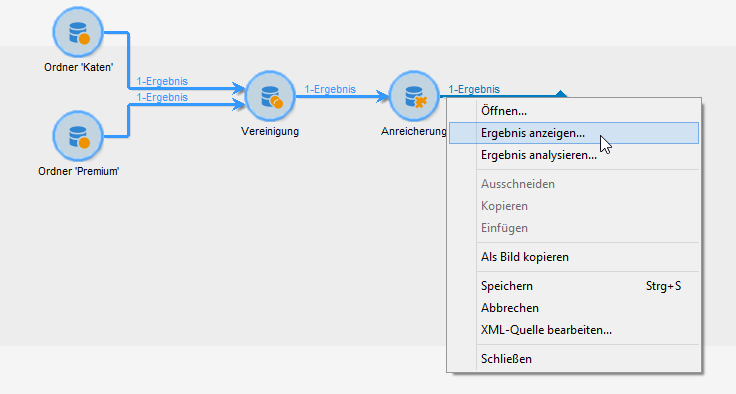 Ordner 'Katen'
1-Ergebnis
1-Ergebnis
Ordner 'Premium'
1-Ergebnis
Vereinigung
1-Ergebnis
Anreicherung
Öffnen...
Ergebnis anzeigen...
Ergebnis analysieren...
Ausschneiden
Kopieren
Einfügen
Als Bild kopieren
Speichern Strg+S
Abbrechen
XML-Quelle bearbeiten...
Schließen